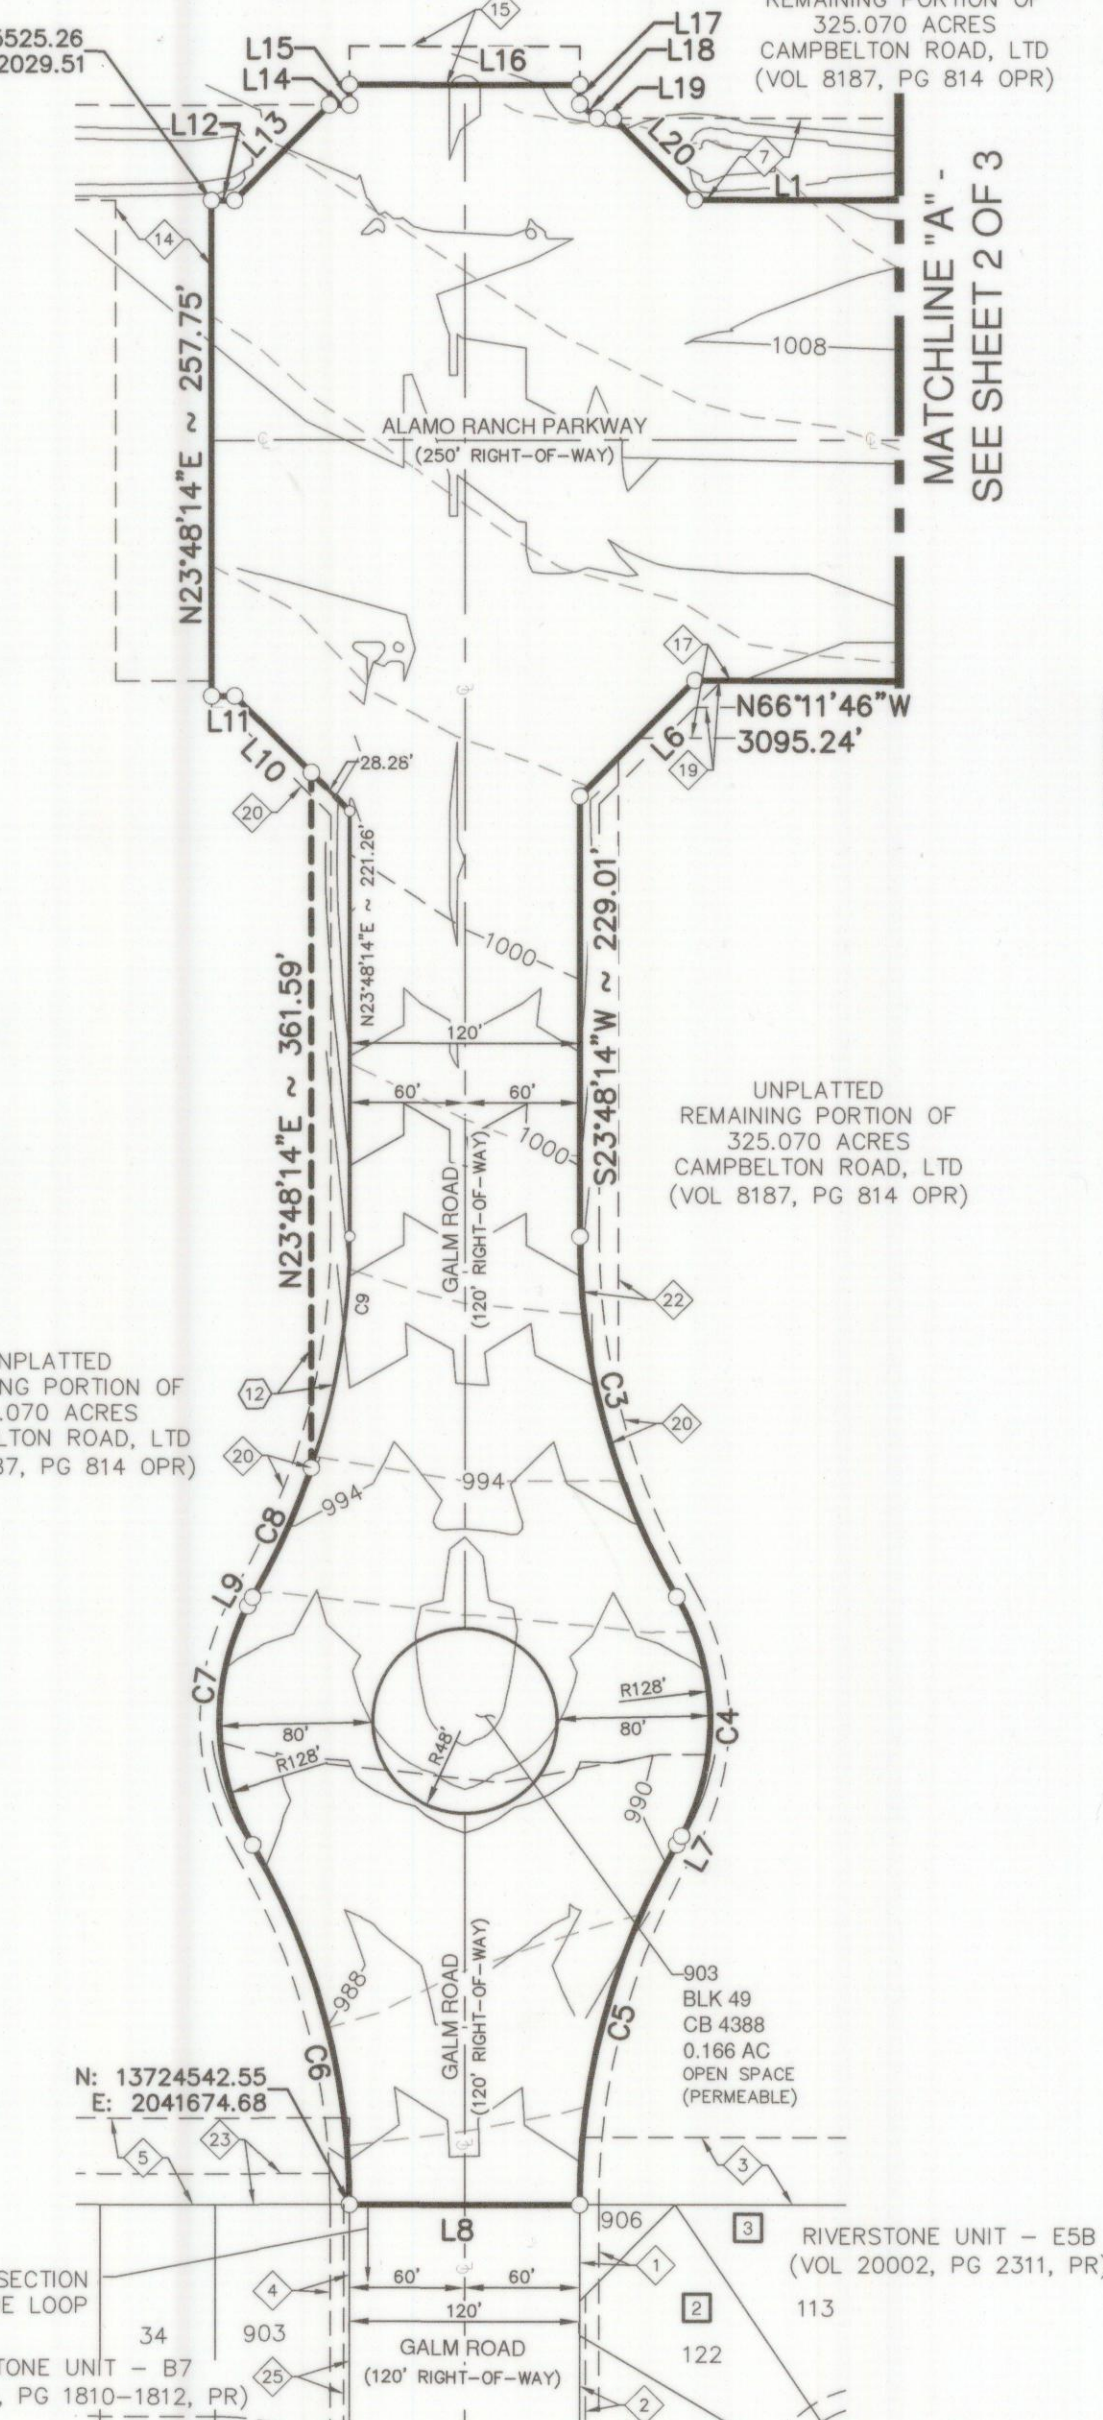 15
REMAINING PORTION OF
325.070 ACRES
CAMPBELTON ROAD, LTD
(VOL 8187, PG 814 OPR)
5525.26
2029.51
L15
L14
L16
L17
L18
L19
L12
L13
L20
7
L1
14
MATCHLINE "A" -
SEE SHEET 2 OF 3
N23°48'14"E ~ 257.75'
1008
ALAMO RANCH PARKWAY
(250' RIGHT-OF-WAY)
17
N66°11'46"W
3095.24'
L6
19
L11
L10
28.28'
20
N23°48'14"E ~ 221.26'
S23°48'14"W ~ 229.01'
1000
N23°48'14"E ~ 361.59'
120'
60'
60'
1000
GALM ROAD
(120' RIGHT-OF-WAY)
UNPLATTED
REMAINING PORTION OF
325.070 ACRES
CAMPBELTON ROAD, LTD
(VOL 8187, PG 814 OPR)
22
C9
NPLATTED
NG PORTION OF
.070 ACRES
LTON ROAD, LTD
87, PG 814 OPR)
12
C3
20
20
994
994
C8
L9
C7
R128'
80'
80'
R128'
R48'
C4
990
L7
988
GALM ROAD
(120' RIGHT-OF-WAY)
903
BLK 49
CB 4388
0.166 AC
OPEN SPACE
(PERMEABLE)
C5
C6
N: 13724542.55
E: 2041674.68
5
23
3
L8
906
3
RIVERSTONE UNIT - E5B
(VOL 20002, PG 2311, PR)
SECTION
E LOOP
4
60'
60'
1
120'
2
113
34
903
GALM ROAD
(120' RIGHT-OF-WAY)
122
TONE UNIT - B7
, PG 1810-1812, PR)
25
2